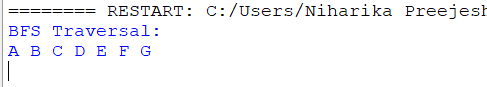 ======== RESTART: C:/Users/Niharika Preejesh
BFS Traversal:
A B C D E F G